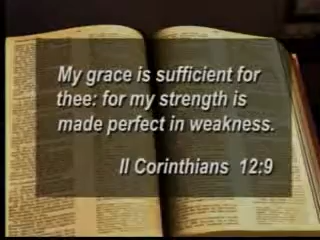 My grace is sufficient for
thee: for my strength is
made perfect in weakness.
II Corinthians 12:9